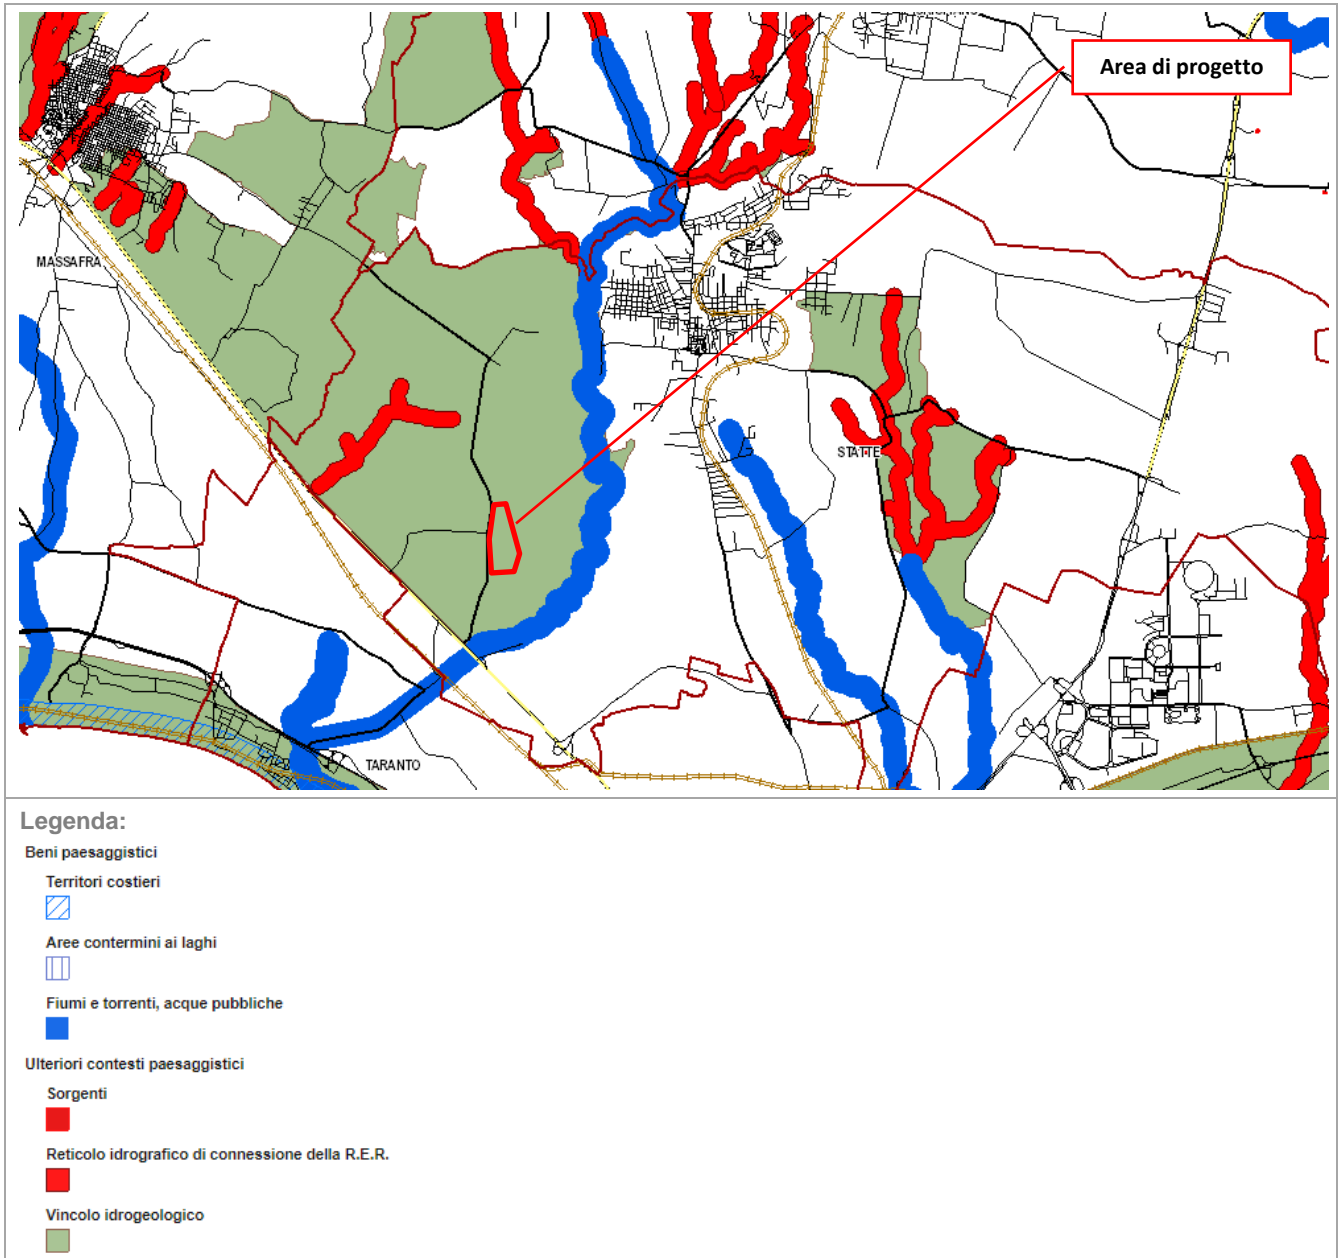 Area di progetto
MASSAFRA
STATTE
TARANTO
Legenda:
Beni paesaggistici
Territori costieri
Aree contermini ai laghi
Fiumi e torrenti, acque pubbliche
Ulteriori contesti paesaggistici
Sorgenti
Reticolo idrografico di connessione della R.E.R.
Vincolo idrogeologico